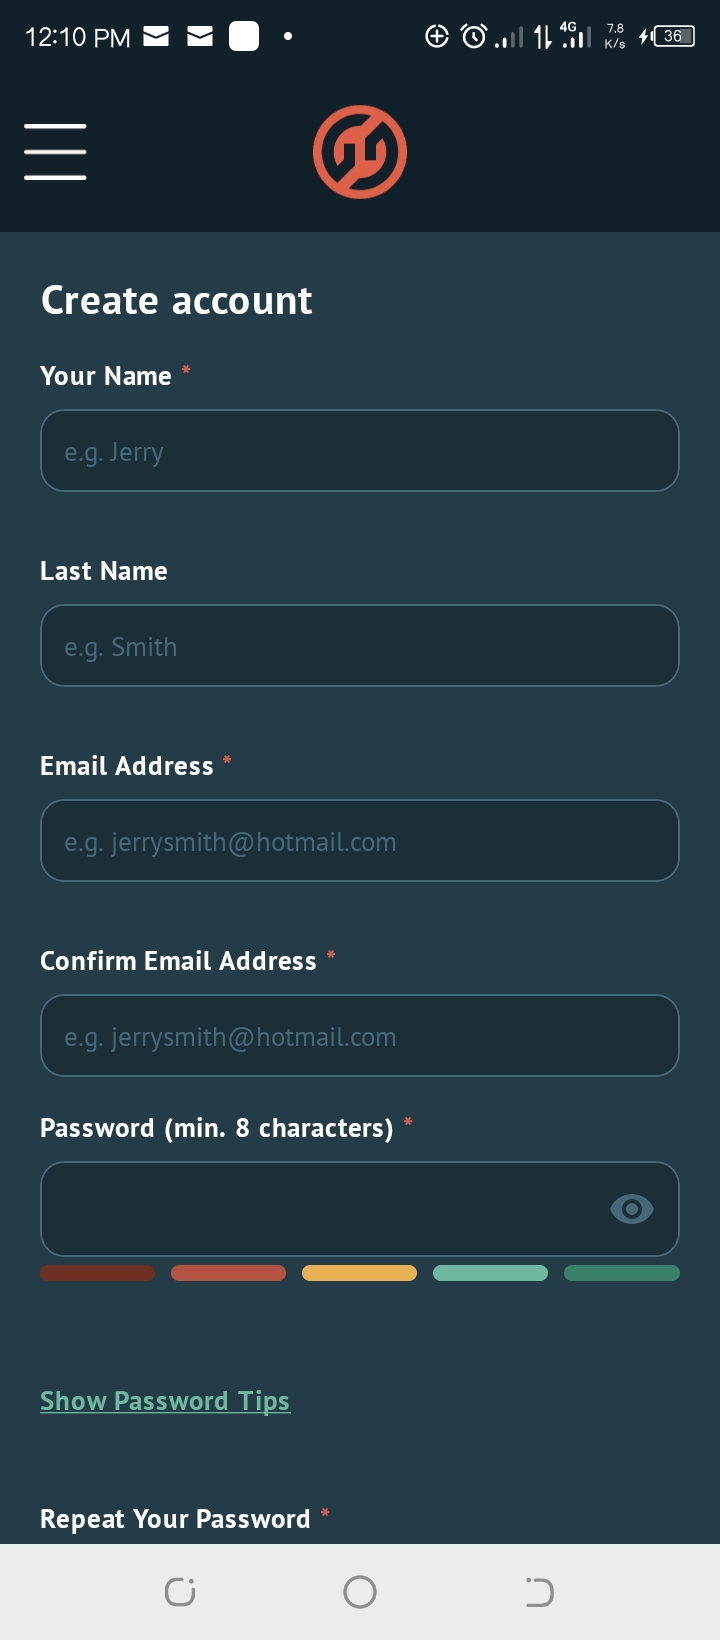 12:10 PM 4G 7.8 K/s 36
Create account
Your Name *
e.g. Jerry
Last Name
e.g. Smith
Email Address *
e.g. jerrysmith@hotmail.com
Confirm Email Address *
e.g. jerrysmith@hotmail.com
Password (min. 8 characters) *
Show Password Tips
Repeat Your Password *